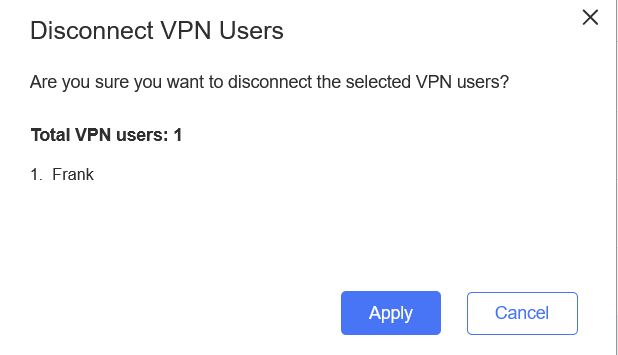 Disconnect VPN Users
Are you sure you want to disconnect the selected VPN users?
Total VPN users: 1
1. Frank
Apply
Cancel